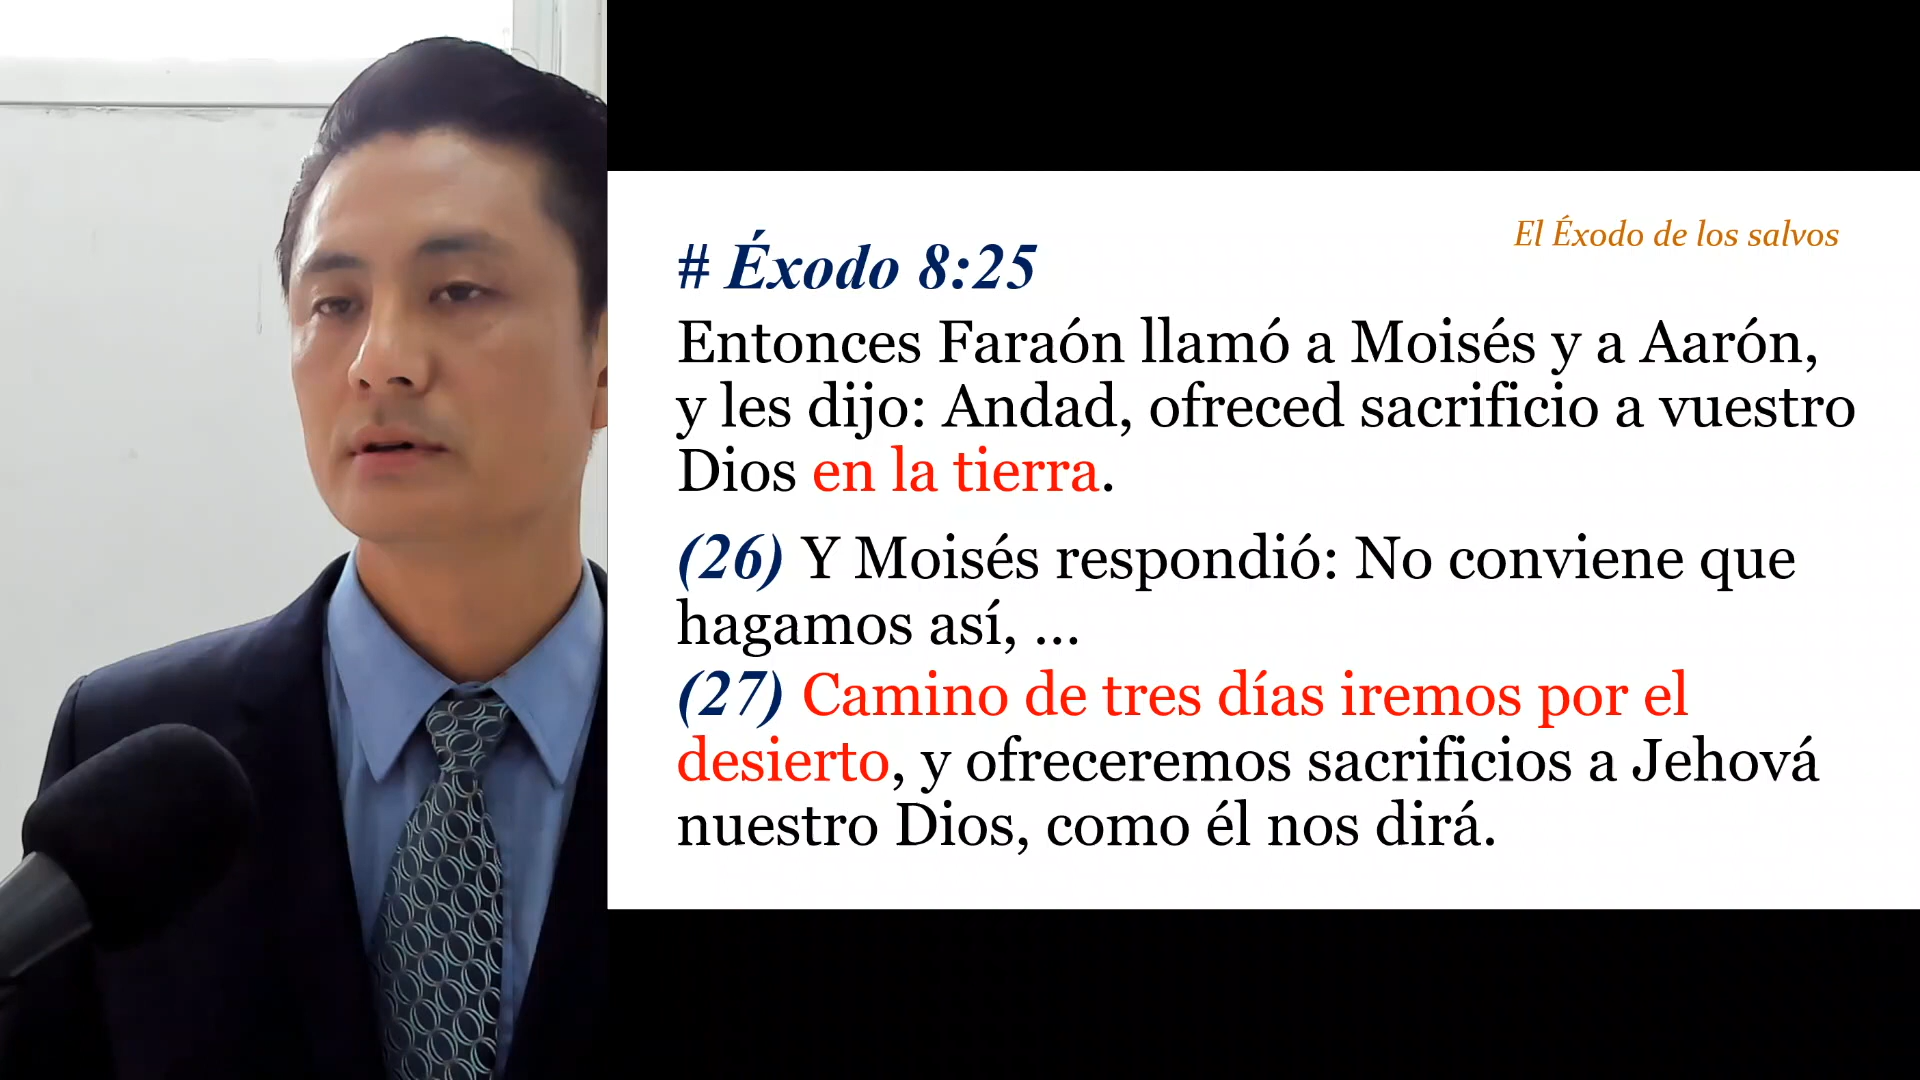 El Éxodo de los salvos
# Éxodo 8:25
Entonces Faraón llamó a Moisés y a Aarón,
y les dijo: Andad, ofreced sacrificio a vuestro
Dios en la tierra.
(26) Y Moisés respondió: No conviene que
hagamos así, ...
(27) Camino de tres días iremos por el
desierto, y ofreceremos sacrificios a Jehová
nuestro Dios, como él nos dirá.